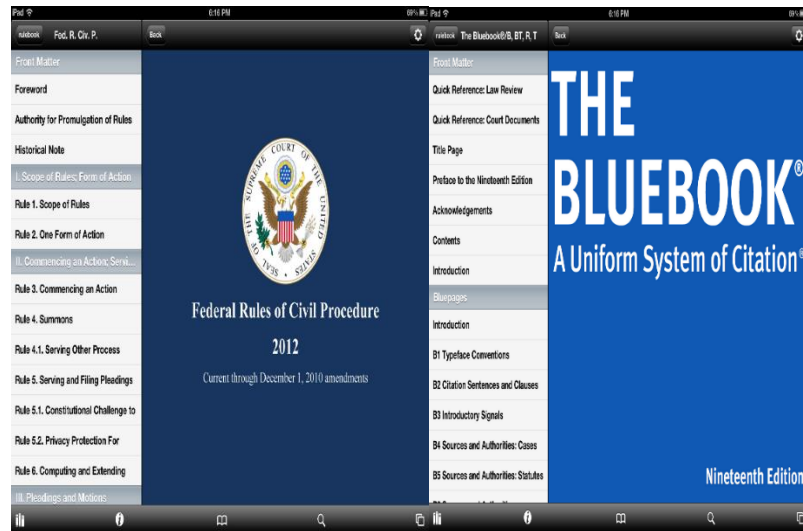 iPad
6:16 PM
69%
rulebook
Fed. R. Civ. P.
Back
Front Matter
Foreword
Authority for Promulgation of Rules
Historical Note
I. Scope of Rules; Form of Action
Rule 1. Scope of Rules
Rule 2. One Form of Action
II. Commencing an Action; Servi...
Rule 3. Commencing an Action
Rule 4. Summons
Rule 4.1. Serving Other Process
Rule 5. Serving and Filing Pleadings
Rule 5.1. Constitutional Challenge to
Rule 5.2. Privacy Protection For
Rule 6. Computing and Extending
III. Pleadings and Motions
SEAL OF THE SUPREME COURT OF THE UNITED STATES
Federal Rules of Civil Procedure
2012
Current through December 1, 2010 amendments
iPad
6:16 PM
69%
rulebook
The Bluebook®/B, BT, R, T
Back
Front Matter
Quick Reference: Law Review
Quick Reference: Court Documents
Title Page
Preface to the Nineteenth Edition
Acknowledgements
Contents
Introduction
Bluepages
Introduction
B1 Typeface Conventions
B2 Citation Sentences and Clauses
B3 Introductory Signals
B4 Sources and Authorities: Cases
B5 Sources and Authorities: Statutes
THE
BLUEBOOK®
A Uniform System of Citation®
Nineteenth Edition